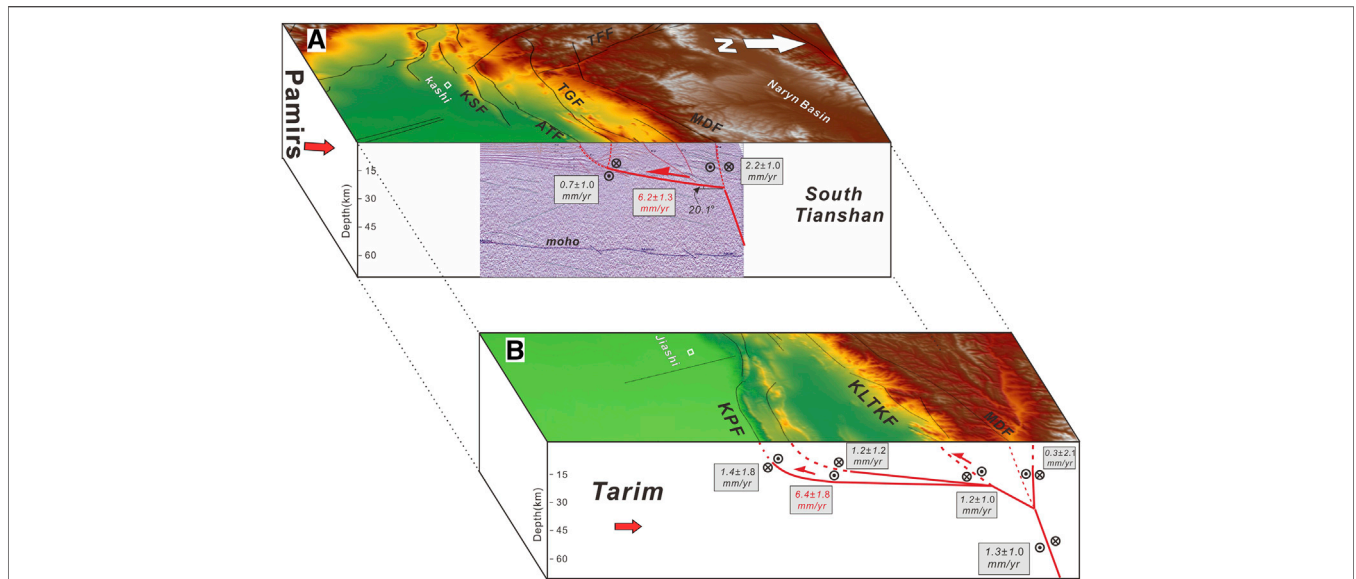 A
Pamirs
kashi
KSF
ATF
TGF
TFF
MDF
N
Naryn Basin
Depth(km)
15
30
45
60
0.7±1.0
mm/yr
6.2±1.3
mm/yr
20.1°
2.2±1.0
mm/yr
moho
South
Tianshan
B
Jiashi
KPF
KLTKF
MDF
Depth(km)
15
30
45
60
Tarim
1.4±1.8
mm/yr
6.4±1.8
mm/yr
1.2±1.2
mm/yr
1.2±1.0
mm/yr
0.3±2.1
mm/yr
1.3±1.0
mm/yr